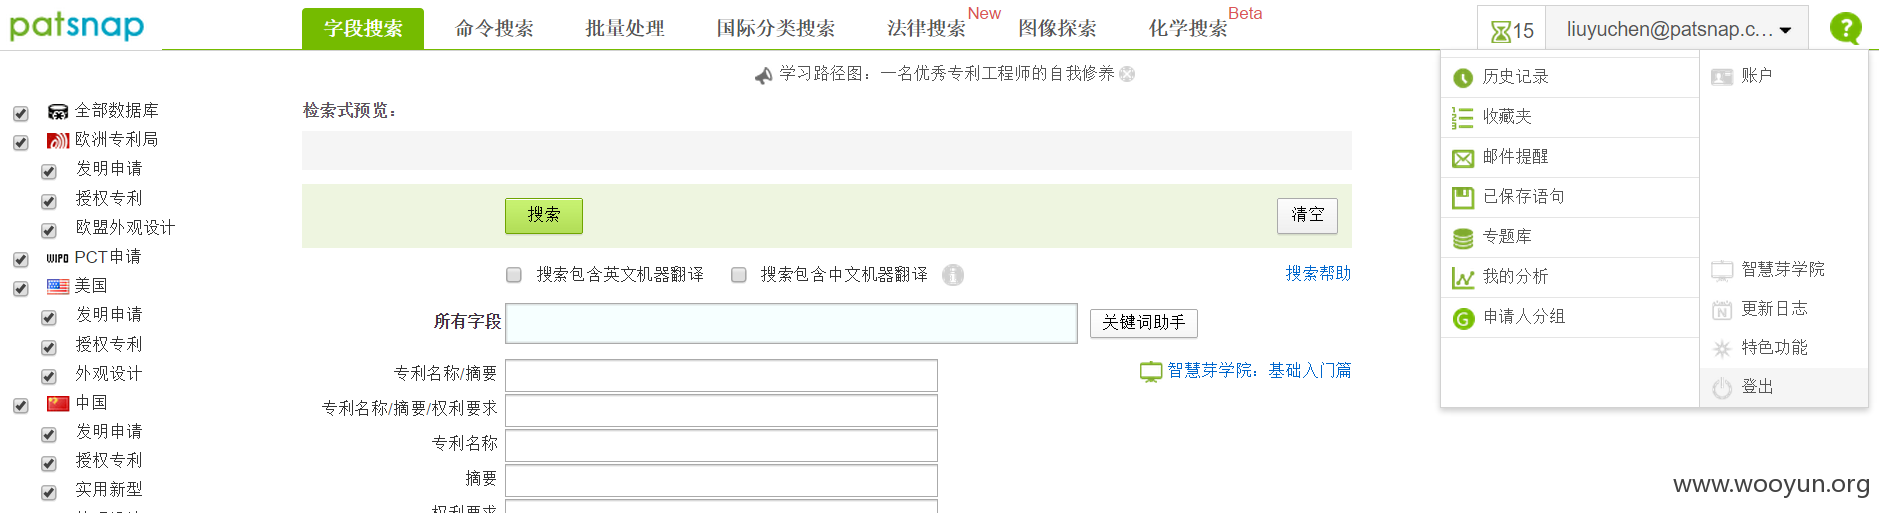 patsnap
字段搜索
命令搜索
批量处理
国际分类搜索
法律搜索
New
图像探索
化学搜索
Beta
15
liuyuchen@patsnap.c...
?
学习路径图：一名优秀专利工程师的自我修养
全部数据库
欧洲专利局
发明申请
授权专利
欧盟外观设计
WIPO PCT申请
美国
发明申请
授权专利
外观设计
中国
发明申请
授权专利
实用新型
检索式预览：
搜索
清空
搜索包含英文机器翻译
搜索包含中文机器翻译
搜索帮助
所有字段
关键词助手
专利名称/摘要
智慧芽学院：基础入门篇
专利名称/摘要/权利要求
专利名称
摘要
权利要求
历史记录
收藏夹
邮件提醒
已保存语句
专题库
我的分析
G 申请人分组
账户
智慧芽学院
N 更新日志
特色功能
登出
www.wooyun.org